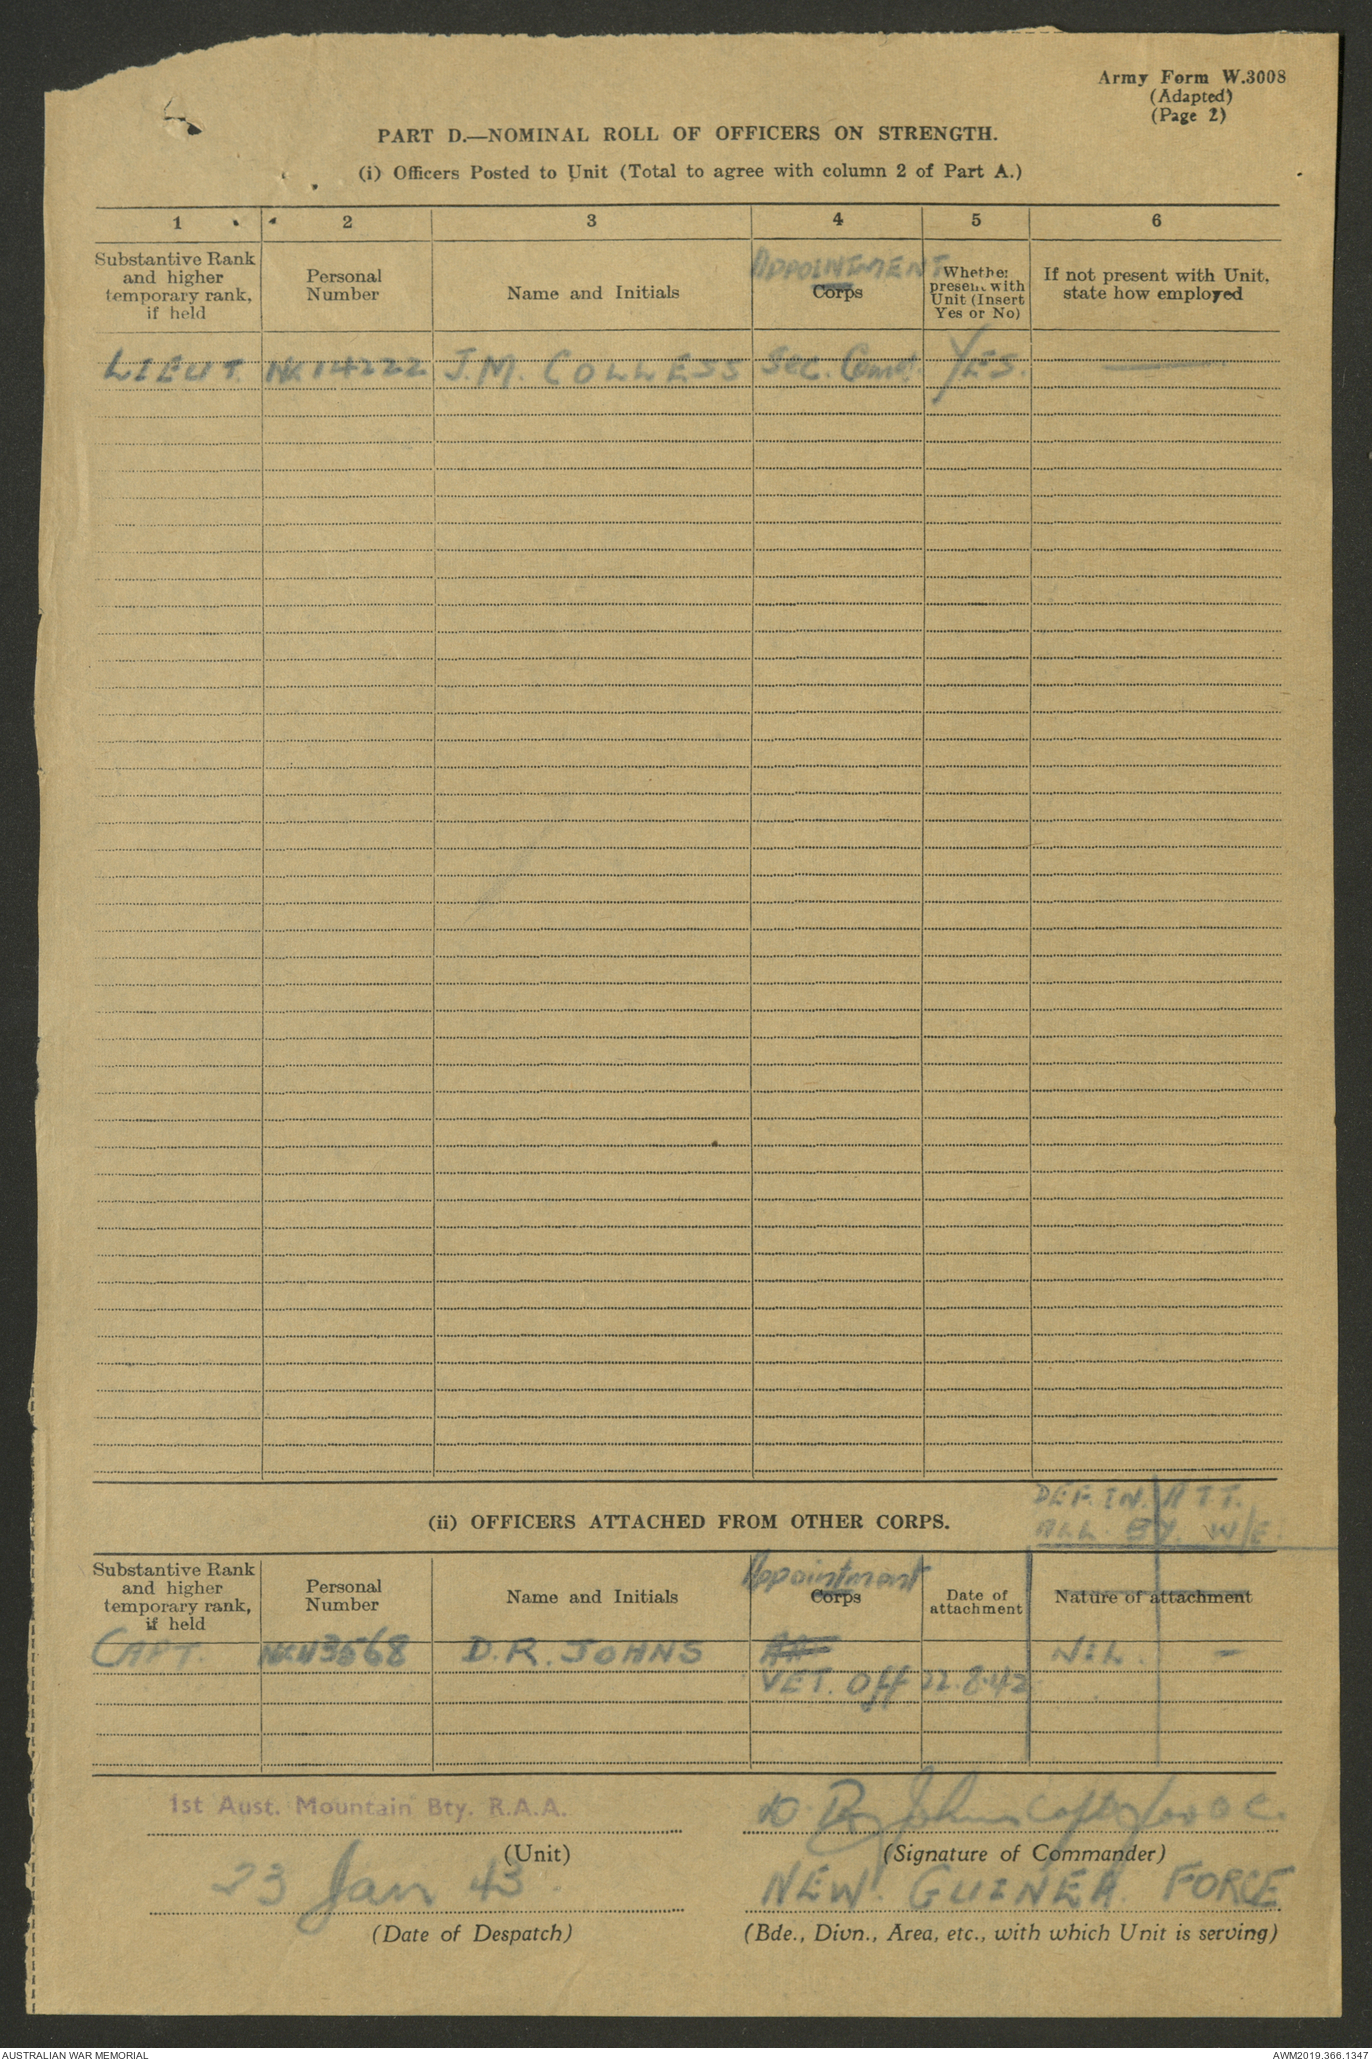 Army Form W.3008
(Adapted)
(Page 2)
PART D.—NOMINAL ROLL OF OFFICERS ON STRENGTH.
(i) Officers Posted to Unit (Total to agree with column 2 of Part A.)
1 2 3 4 5 6
Substantive Rank and higher temporary rank, if held
Personal Number
Name and Initials
APPOINTMENT
Corps
Whether present with Unit (Insert Yes or No)
If not present with Unit, state how employed
LIEUT. NX14222 J.M. COLLESS Sec. Comd. YES. —
DEF. IN. ATT.
ALL. BY. W/E
(ii) OFFICERS ATTACHED FROM OTHER CORPS.
Substantive Rank and higher temporary rank, if held
Personal Number
Name and Initials
Appointment
Corps
Date of attachment
Nature of attachment
CAPT. D.R. JOHNS NIL. —
VET. Off 22.8.42
1st Aust. Mountain Bty. R.A.A.
D. R. Johns Capt for O C.
(Unit)
(Signature of Commander)
23 Jan 43.
NEW. GUINEA. FORCE
(Date of Despatch)
(Bde., Divn., Area, etc., with which Unit is serving)
AUSTRALIAN WAR MEMORIAL
AWM2019.366.1347